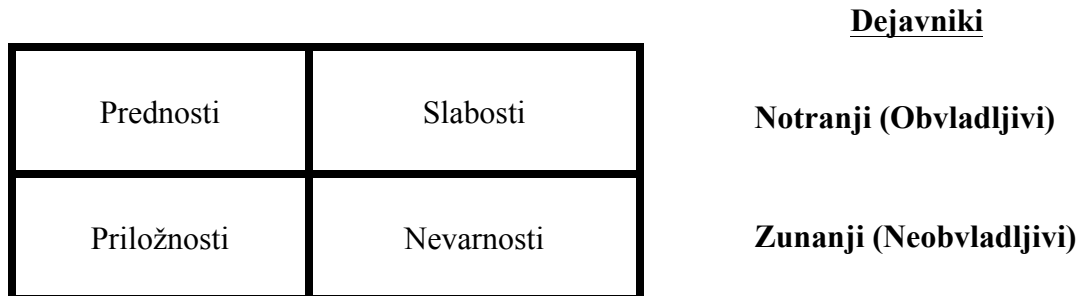 Dejavniki
Prednosti Slabosti Notranji (Obvladljivi)
Priložnosti Nevarnosti Zunanji (Neobvladljivi)